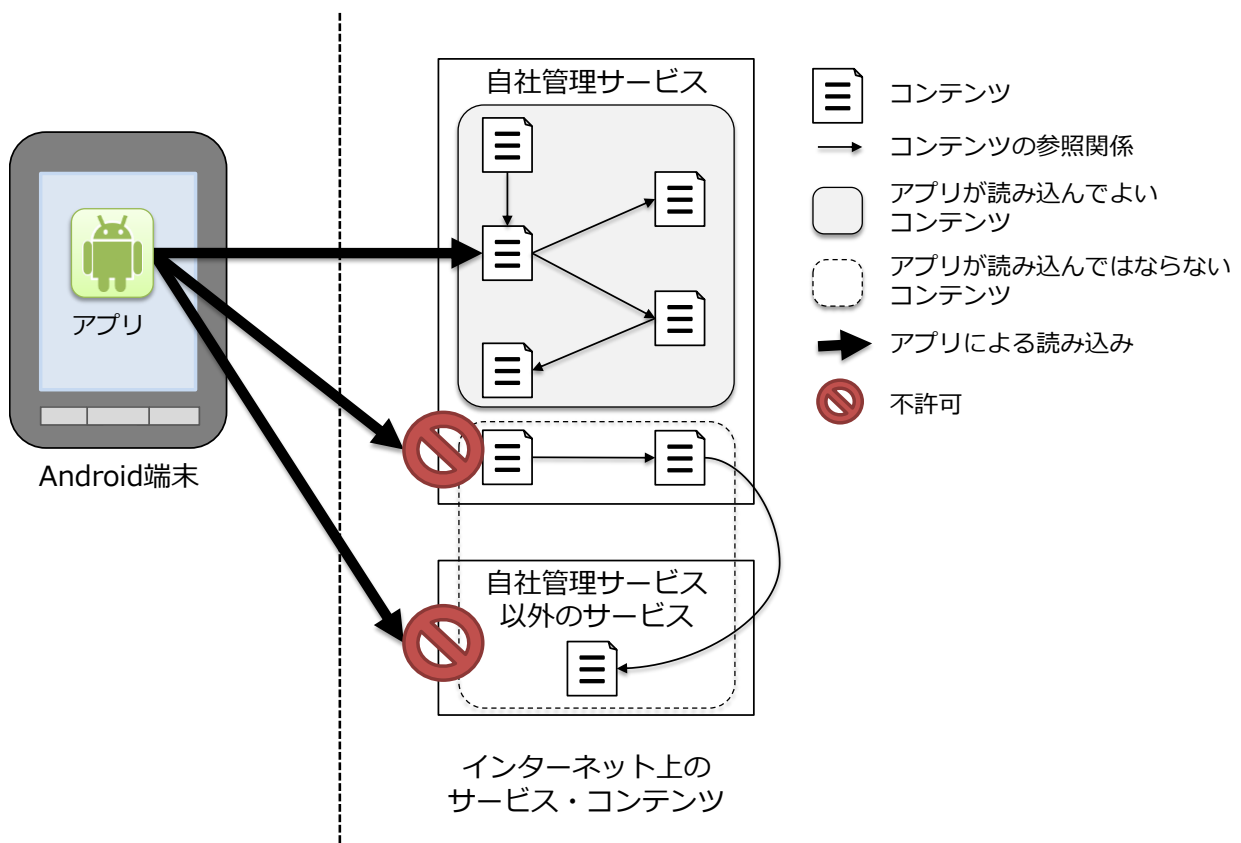 自社管理サービス
アプリ
Android端末
自社管理サービス
以外のサービス
インターネット上の
サービス・コンテンツ
コンテンツ
コンテンツの参照関係
アプリが読み込んでよい
コンテンツ
アプリが読み込んではならない
コンテンツ
アプリによる読み込み
不許可